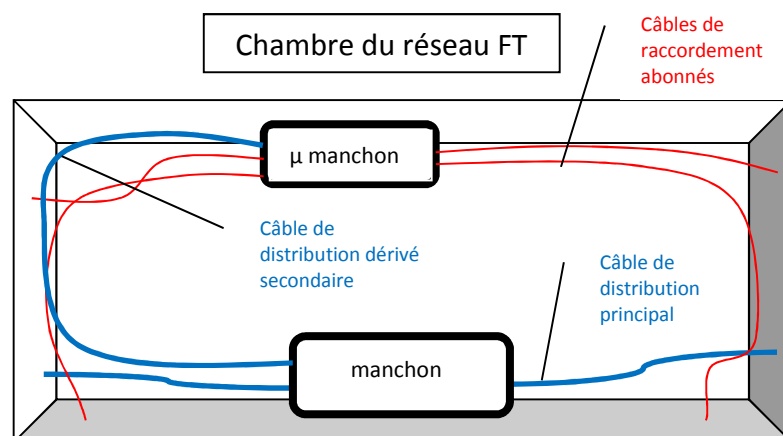 Chambre du réseau FT
Câbles de
raccordement
abonnés
µ manchon
Câble de
distribution dérivé
secondaire
Câble de
distribution
principal
manchon